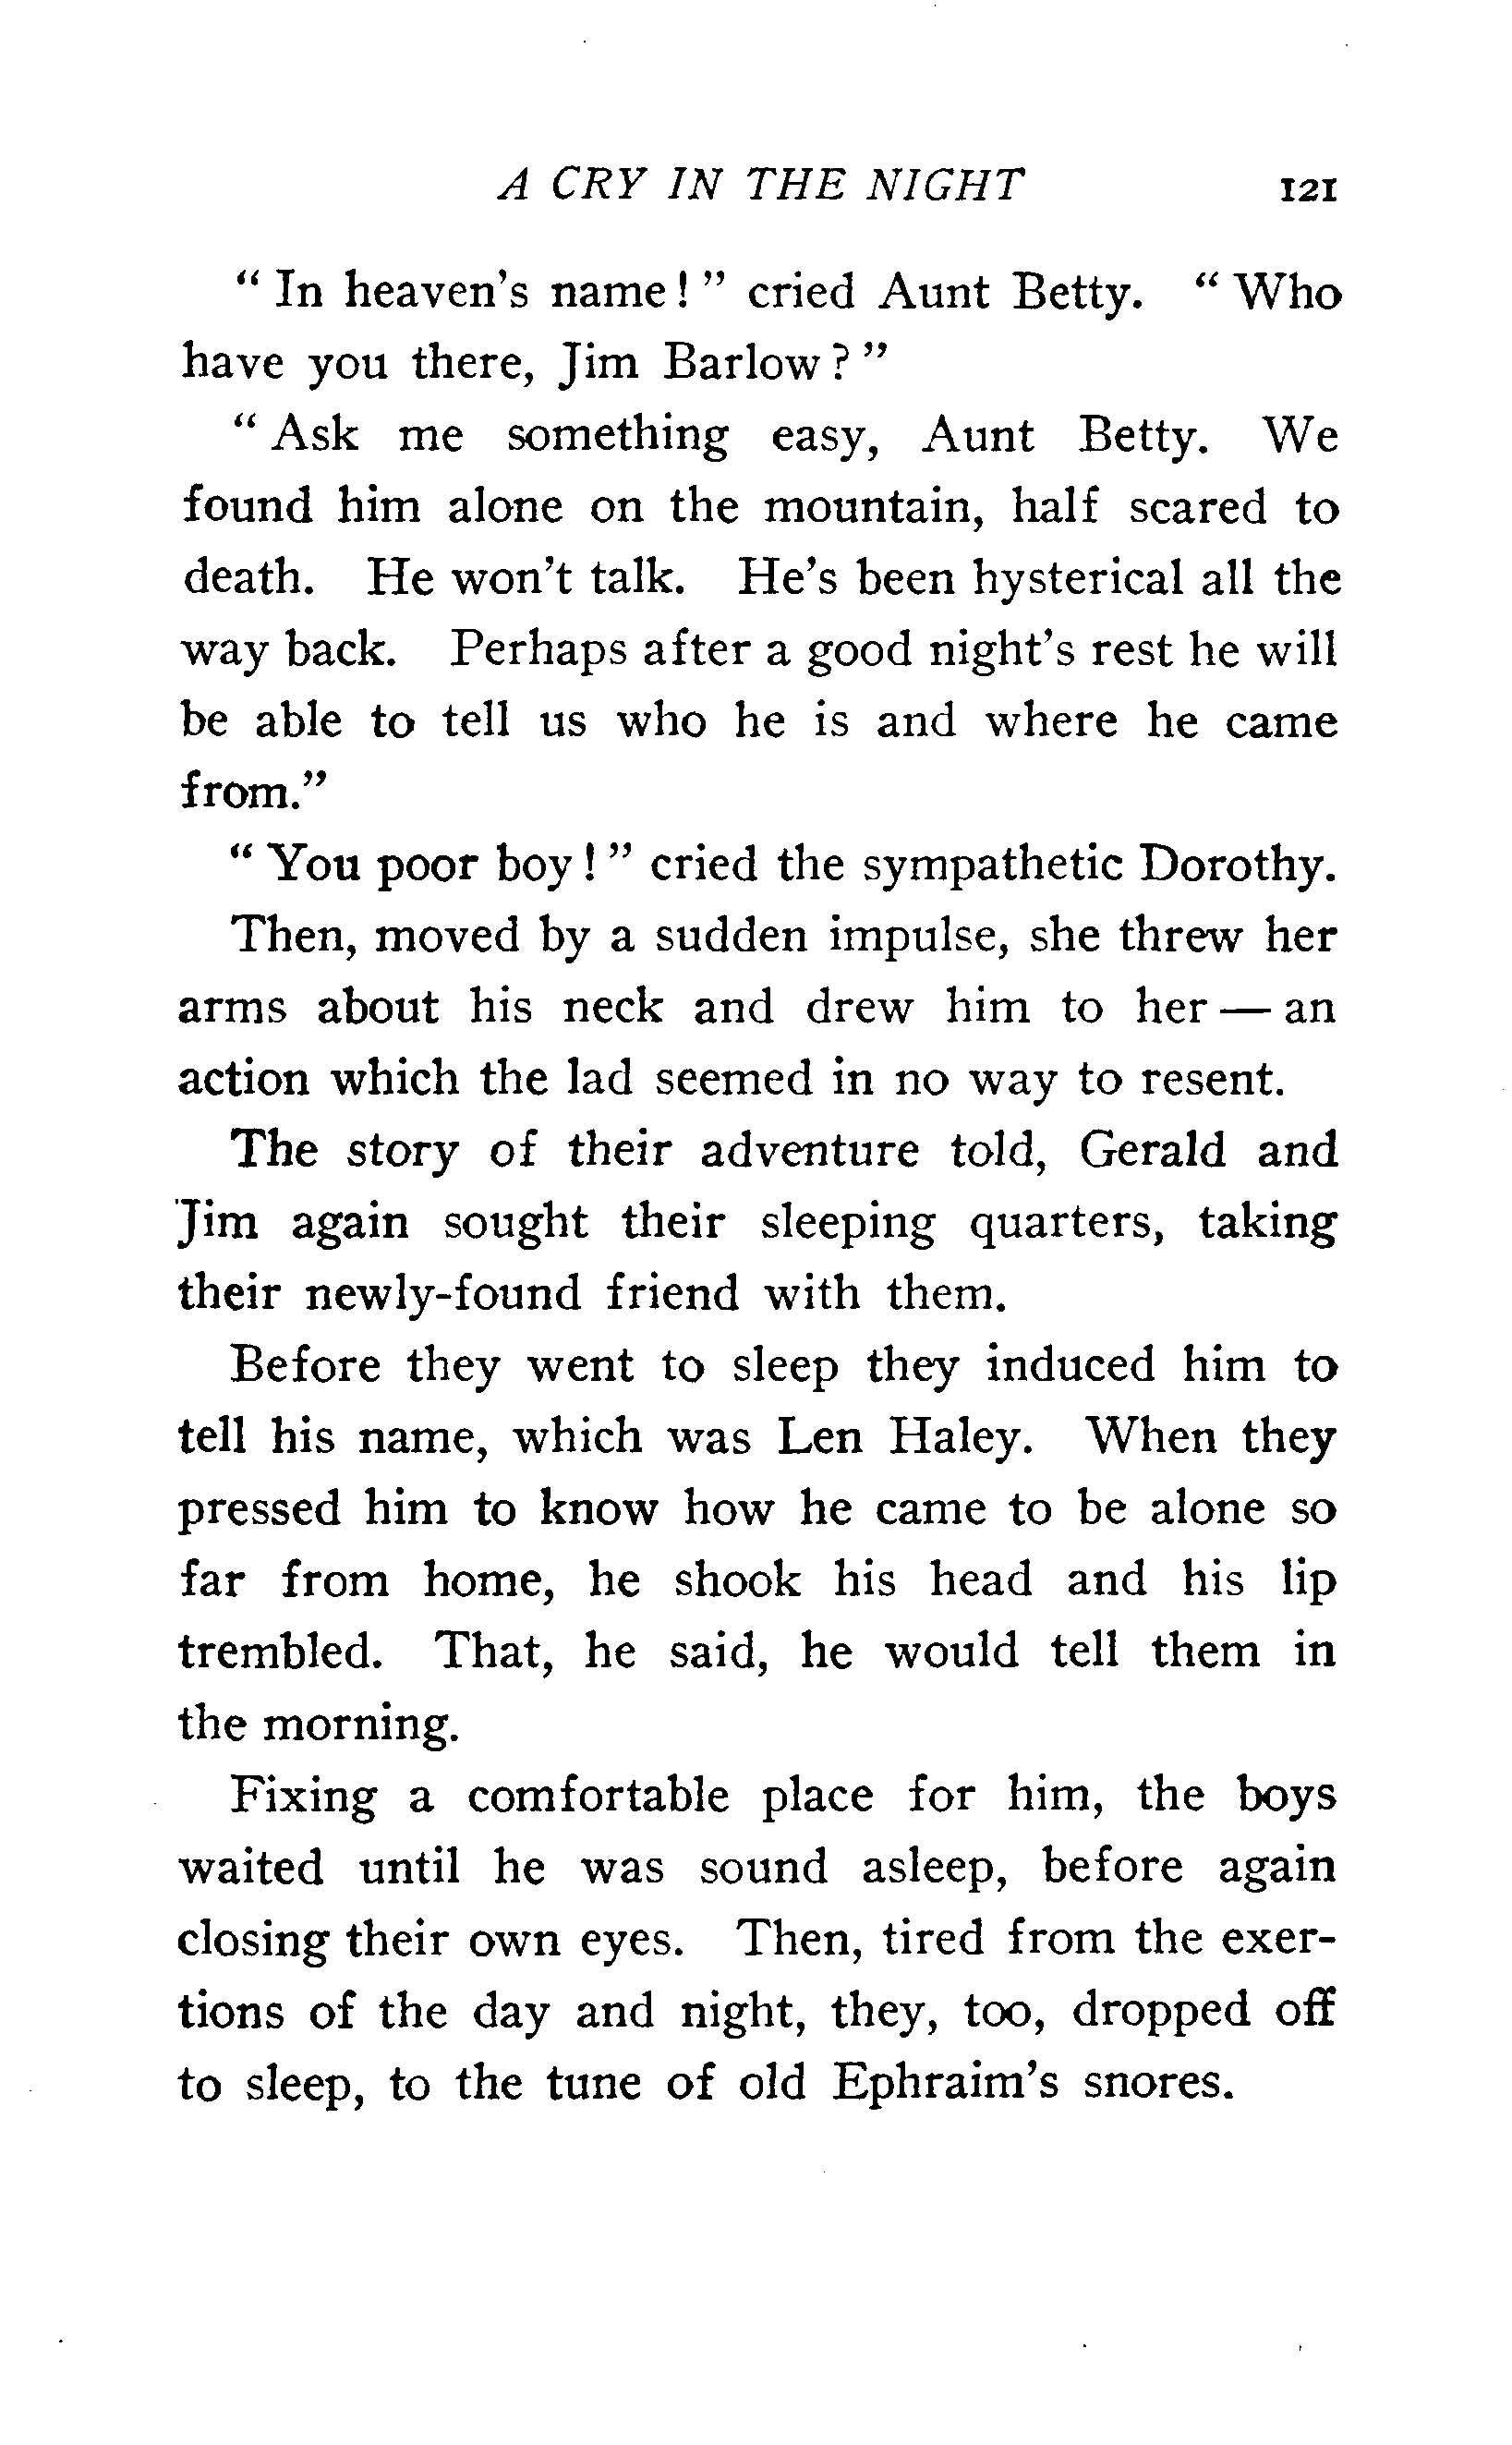 A CRY IN THE NIGHT 121
“ In heaven’s name ! ” cried Aunt Betty. “ Who
have you there, Jim Barlow ? ”
“ Ask me something easy, Aunt Betty. We
found him alone on the mountain, half scared to
death. He won’t talk. He’s been hysterical all the
way back. Perhaps after a good night’s rest he will
be able to tell us who he is and where he came
from.”
“ You poor boy ! ” cried the sympathetic Dorothy.
Then, moved by a sudden impulse, she threw her
arms about his neck and drew him to her — an
action which the lad seemed in no way to resent.
The story of their adventure told, Gerald and
Jim again sought their sleeping quarters, taking
their newly-found friend with them.
Before they went to sleep they induced him to
tell his name, which was Len Haley. When they
pressed him to know how he came to be alone so
far from home, he shook his head and his lip
trembled. That, he said, he would tell them in
the morning.
Fixing a comfortable place for him, the boys
waited until he was sound asleep, before again
closing their own eyes. Then, tired from the exer-
tions of the day and night, they, too, dropped off
to sleep, to the tune of old Ephraim’s snores.